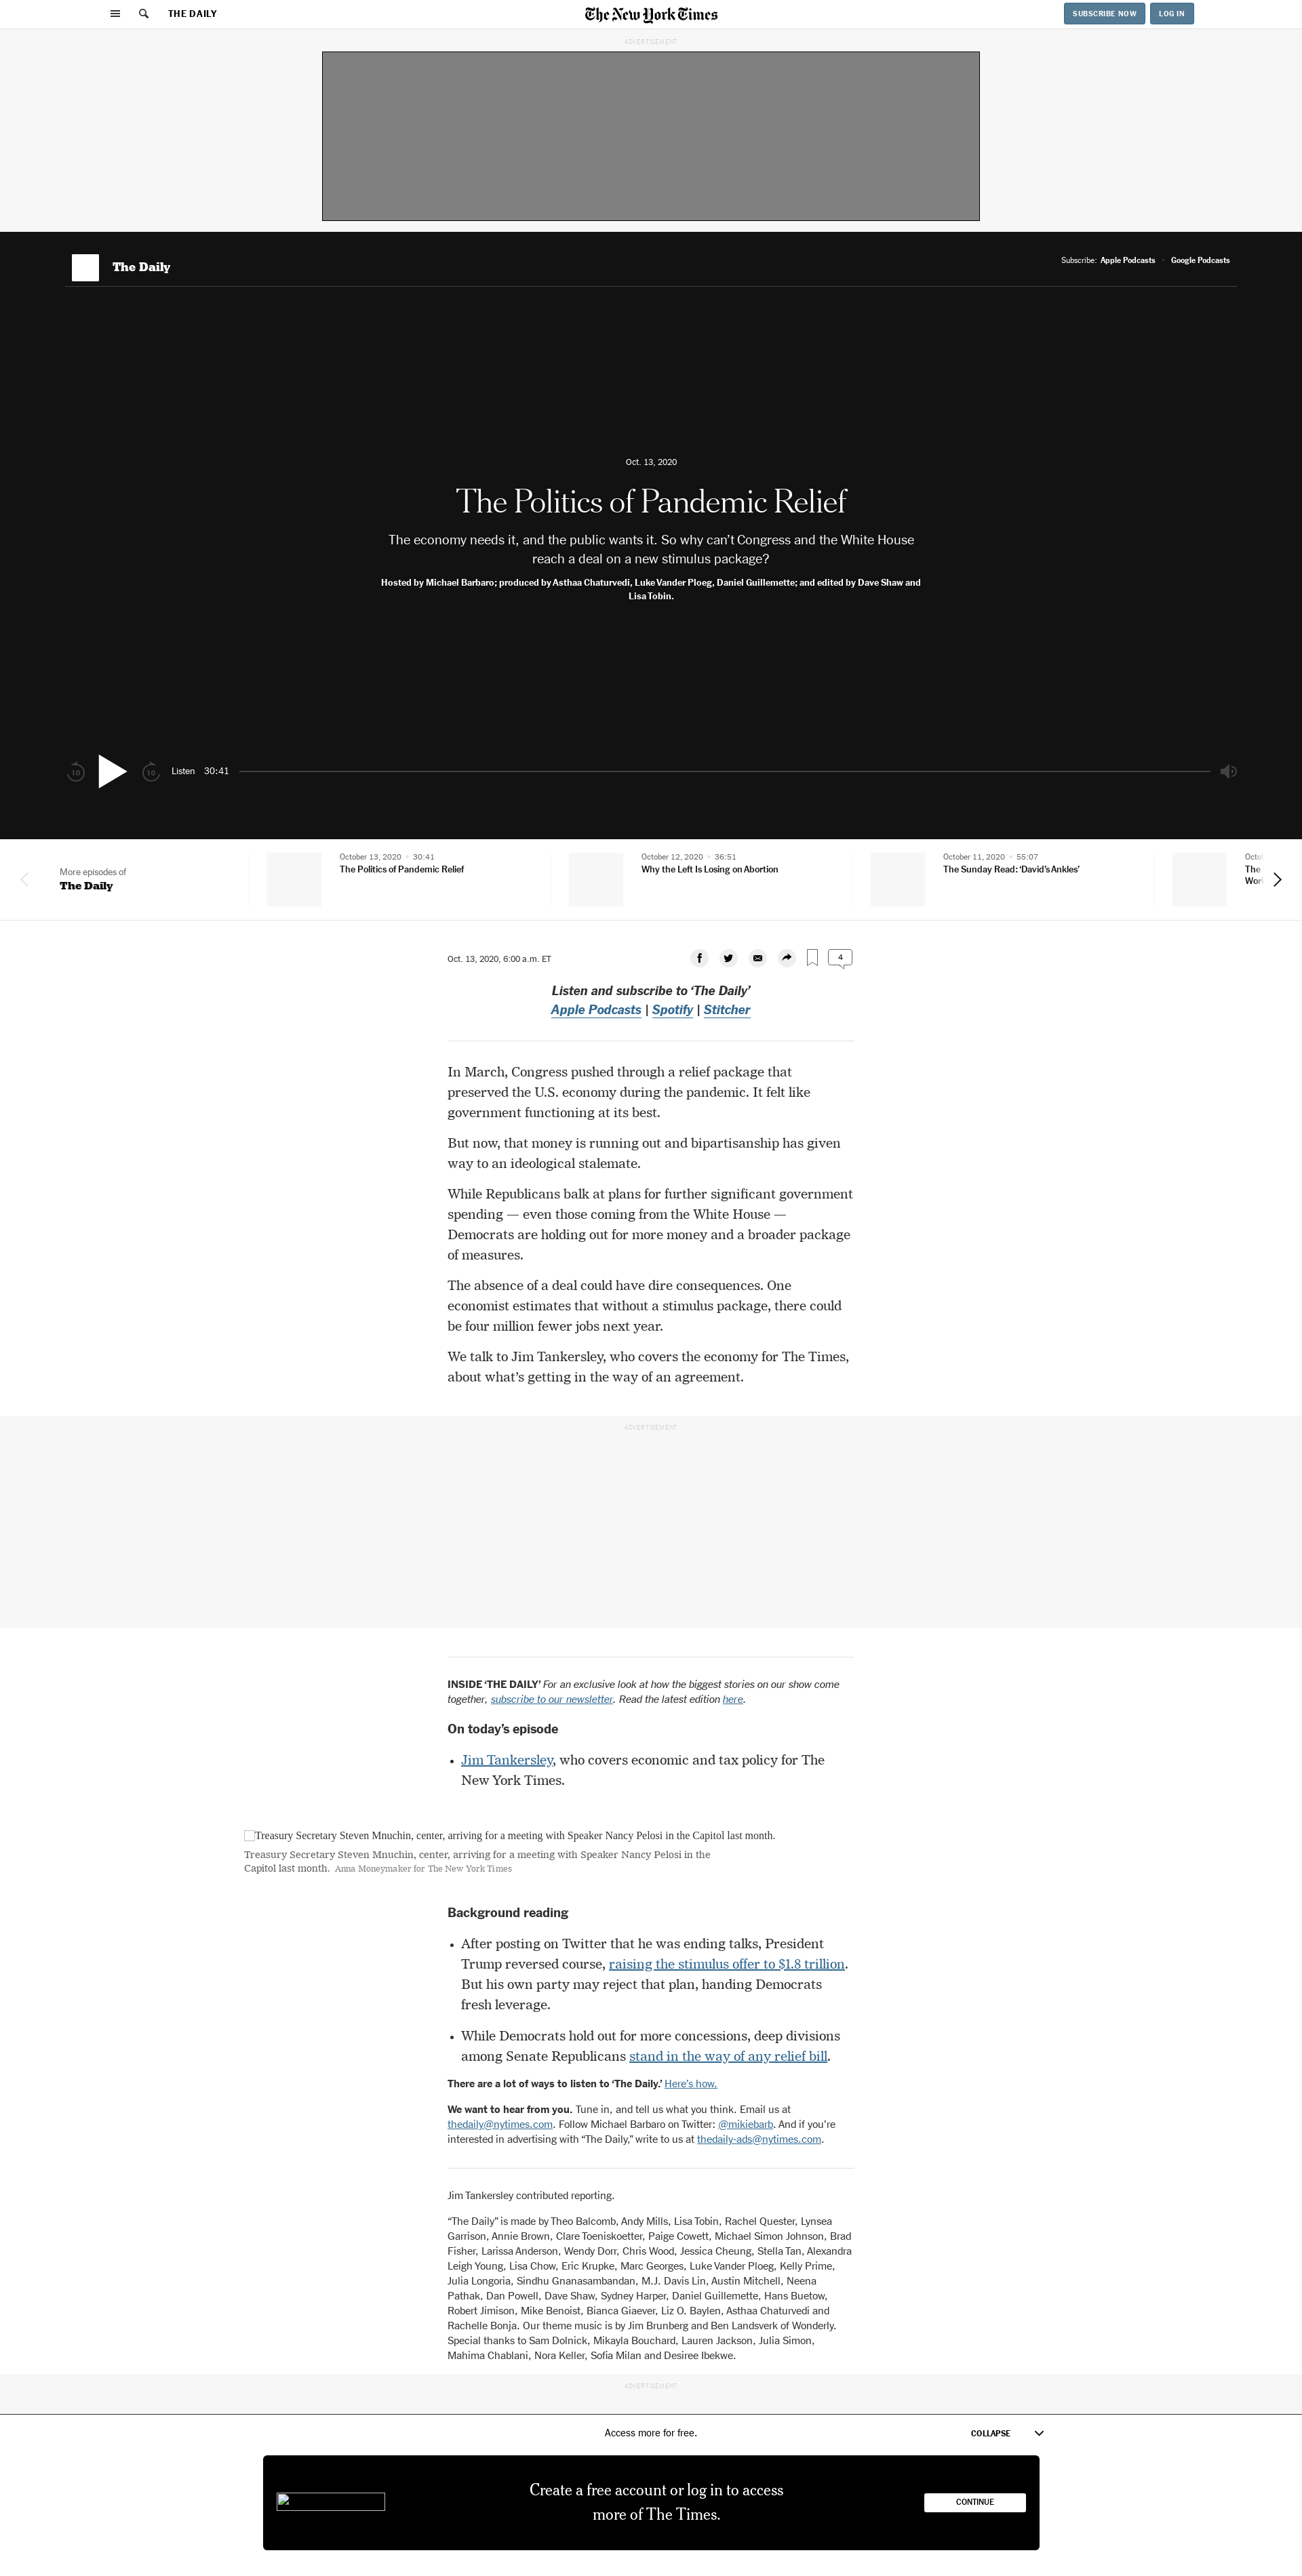 THE DAILY
The New York Times
SUBSCRIBE NOW
LOG IN
ADVERTISEMENT
The Daily
Subscribe: Apple Podcasts • Google Podcasts
Oct. 13, 2020
The Politics of Pandemic Relief
The economy needs it, and the public wants it. So why can’t Congress and the White House
reach a deal on a new stimulus package?
Hosted by Michael Barbaro; produced by Asthaa Chaturvedi, Luke Vander Ploeg, Daniel Guillemette; and edited by Dave Shaw and
Lisa Tobin.
10
10
Listen 30:41
More episodes of
The Daily
October 13, 2020 • 30:41
The Politics of Pandemic Relief
October 12, 2020 • 36:51
Why the Left Is Losing on Abortion
October 11, 2020 • 55:07
The Sunday Read: ‘David’s Ankles’
The
Oct. 13, 2020, 6:00 a.m. ET
4
Listen and subscribe to ‘The Daily’
Apple Podcasts | Spotify | Stitcher
In March, Congress pushed through a relief package that
preserved the U.S. economy during the pandemic. It felt like
government functioning at its best.
But now, that money is running out and bipartisanship has given
way to an ideological stalemate.
While Republicans balk at plans for further significant government
spending — even those coming from the White House —
Democrats are holding out for more money and a broader package
of measures.
The absence of a deal could have dire consequences. One
economist estimates that without a stimulus package, there could
be four million fewer jobs next year.
We talk to Jim Tankersley, who covers the economy for The Times,
about what’s getting in the way of an agreement.
ADVERTISEMENT
INSIDE ‘THE DAILY’ For an exclusive look at how the biggest stories on our show come
together, subscribe to our newsletter. Read the latest edition here.
On today’s episode
• Jim Tankersley, who covers economic and tax policy for The
New York Times.
Treasury Secretary Steven Mnuchin, center, arriving for a meeting with Speaker Nancy Pelosi in the Capitol last month.
Treasury Secretary Steven Mnuchin, center, arriving for a meeting with Speaker Nancy Pelosi in the
Capitol last month. Anna Moneymaker for The New York Times
Background reading
• After posting on Twitter that he was ending talks, President
Trump reversed course, raising the stimulus offer to $1.8 trillion.
But his own party may reject that plan, handing Democrats
fresh leverage.
• While Democrats hold out for more concessions, deep divisions
among Senate Republicans stand in the way of any relief bill.
There are a lot of ways to listen to ‘The Daily.’ Here’s how.
We want to hear from you. Tune in, and tell us what you think. Email us at
thedaily@nytimes.com. Follow Michael Barbaro on Twitter: @mikiebarb. And if you’re
interested in advertising with “The Daily,” write to us at thedaily-ads@nytimes.com.
Jim Tankersley contributed reporting.
“The Daily” is made by Theo Balcomb, Andy Mills, Lisa Tobin, Rachel Quester, Lynsea
Garrison, Annie Brown, Clare Toeniskoetter, Paige Cowett, Michael Simon Johnson, Brad
Fisher, Larissa Anderson, Wendy Dorr, Chris Wood, Jessica Cheung, Stella Tan, Alexandra
Leigh Young, Lisa Chow, Eric Krupke, Marc Georges, Luke Vander Ploeg, Kelly Prime,
Julia Longoria, Sindhu Gnanasambandan, M.J. Davis Lin, Austin Mitchell, Neena
Pathak, Dan Powell, Dave Shaw, Sydney Harper, Daniel Guillemette, Hans Buetow,
Robert Jimison, Mike Benoist, Bianca Giaever, Liz O. Baylen, Asthaa Chaturvedi and
Rachelle Bonja. Our theme music is by Jim Brunberg and Ben Landsverk of Wonderly.
Special thanks to Sam Dolnick, Mikayla Bouchard, Lauren Jackson, Julia Simon,
Mahima Chablani, Nora Keller, Sofia Milan and Desiree Ibekwe.
ADVERTISEMENT
Access more for free.
COLLAPSE
Create a free account or log in to access
more of The Times.
CONTINUE